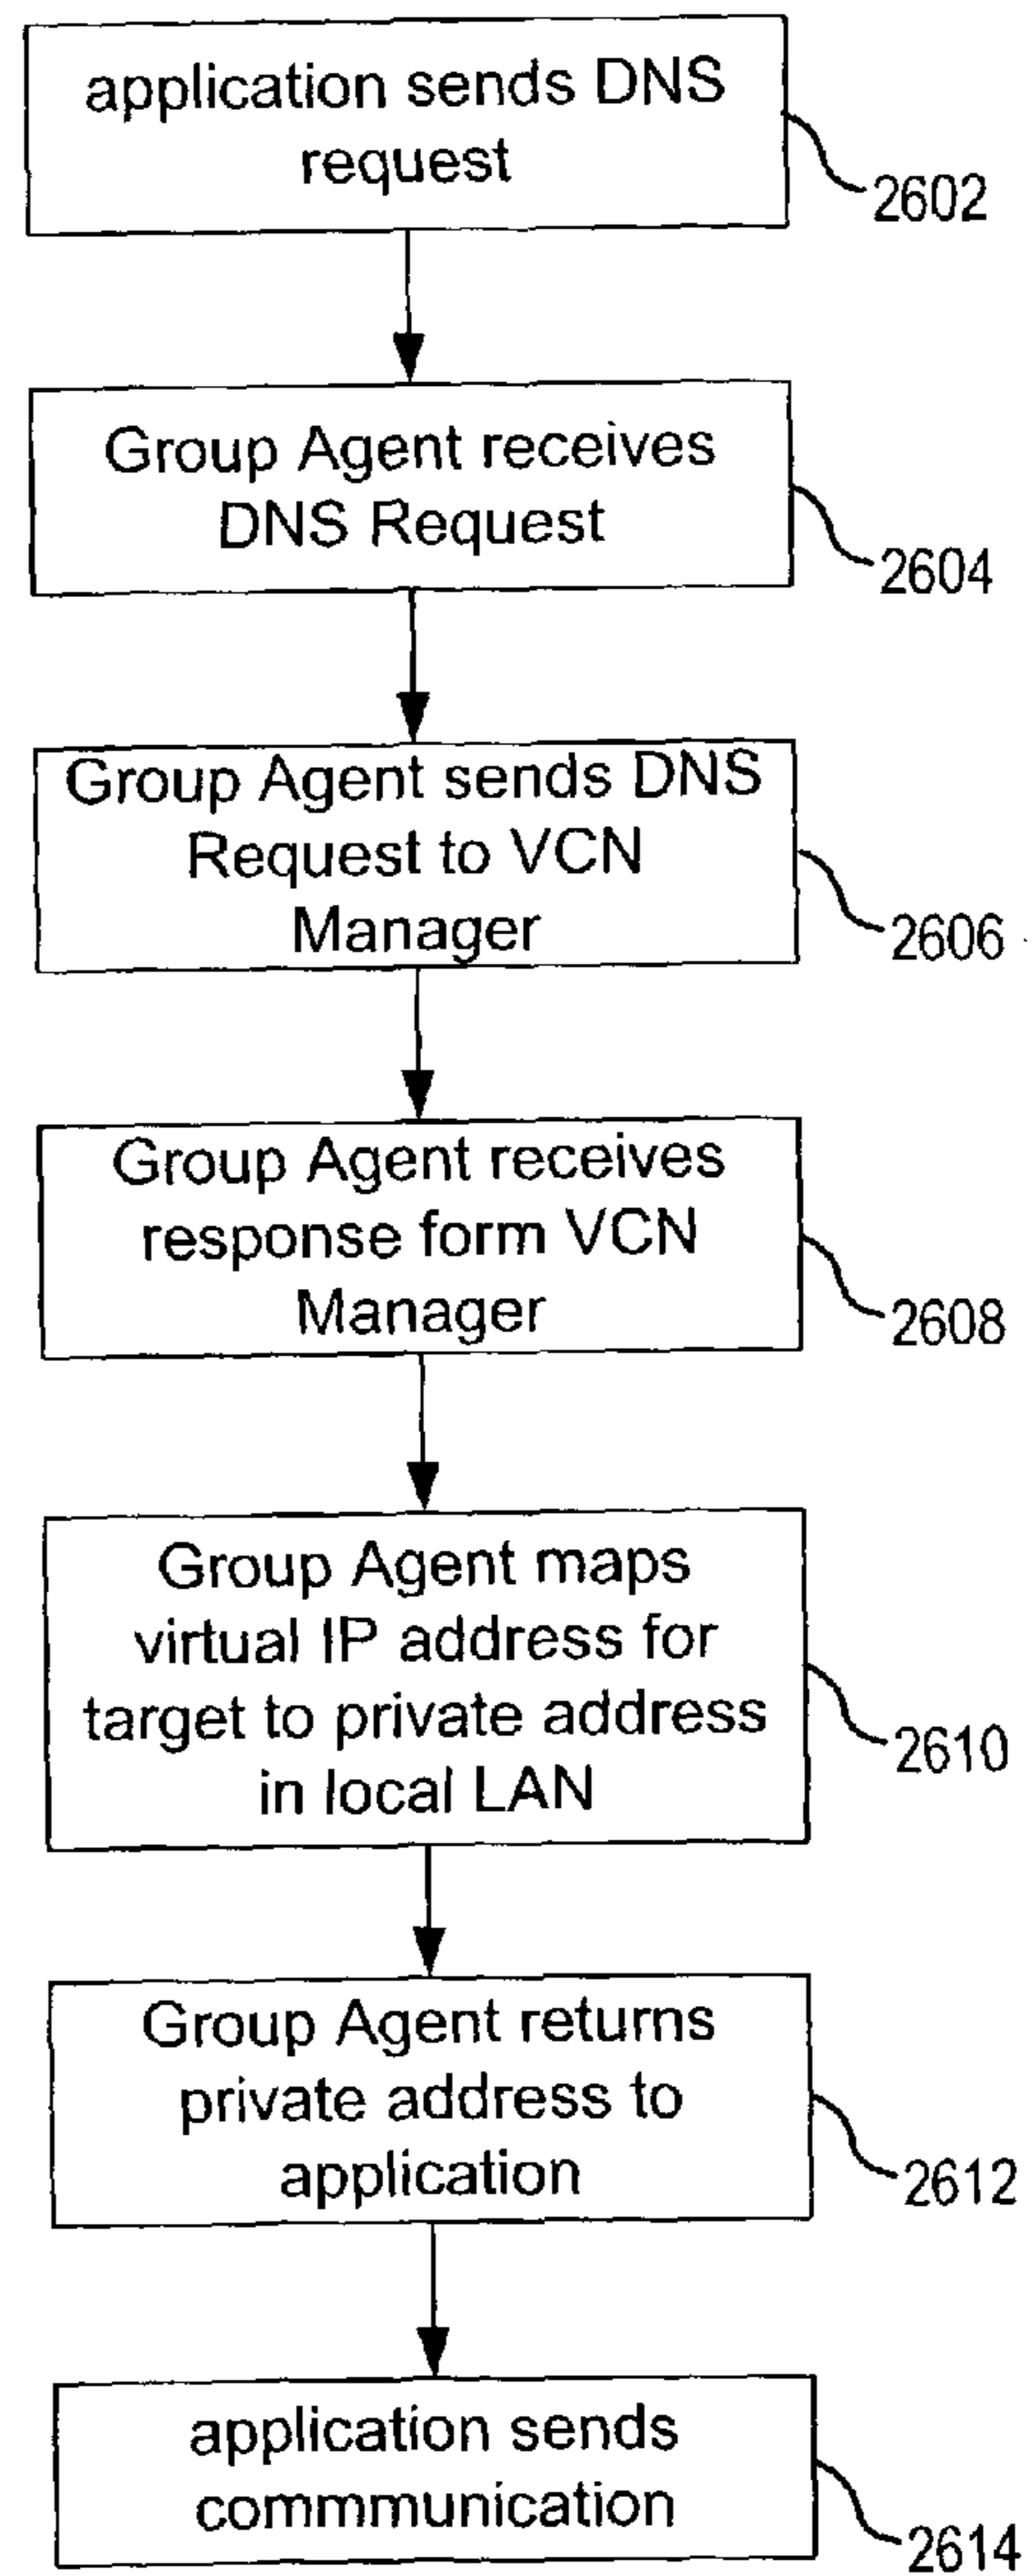 application sends DNS
request
2602
Group Agent receives
DNS Request
2604
Group Agent sends DNS
Request to VCN
Manager
2606
Group Agent receives
response form VCN
Manager
2608
Group Agent maps
virtual IP address for
target to private address
in local LAN
2610
Group Agent returns
private address to
application
2612
application sends
commmunication
2614